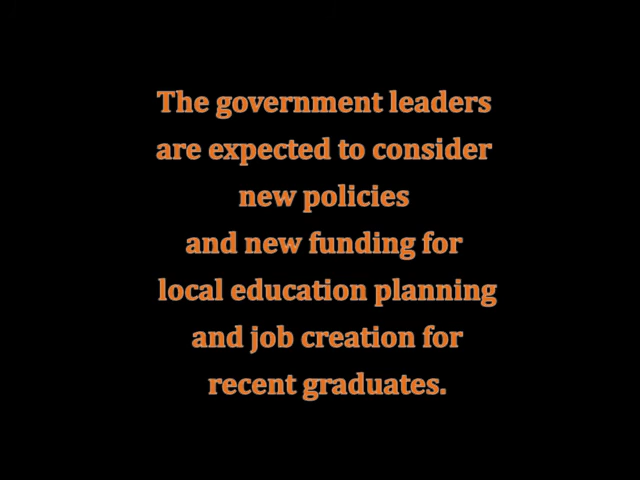 The government leaders
are expected to consider
new policies
and new funding for
local education planning
and job creation for
recent graduates.